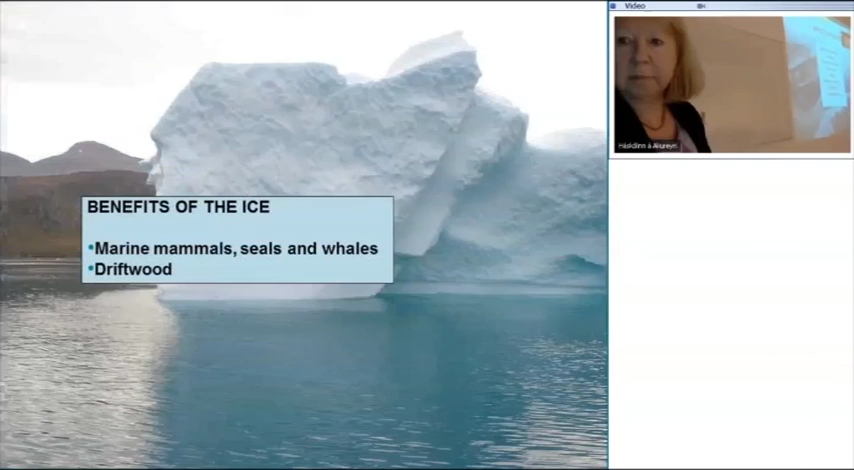 Video
Háskólinn á Akureyri
BENEFITS OF THE ICE
•Marine mammals, seals and whales
•Driftwood